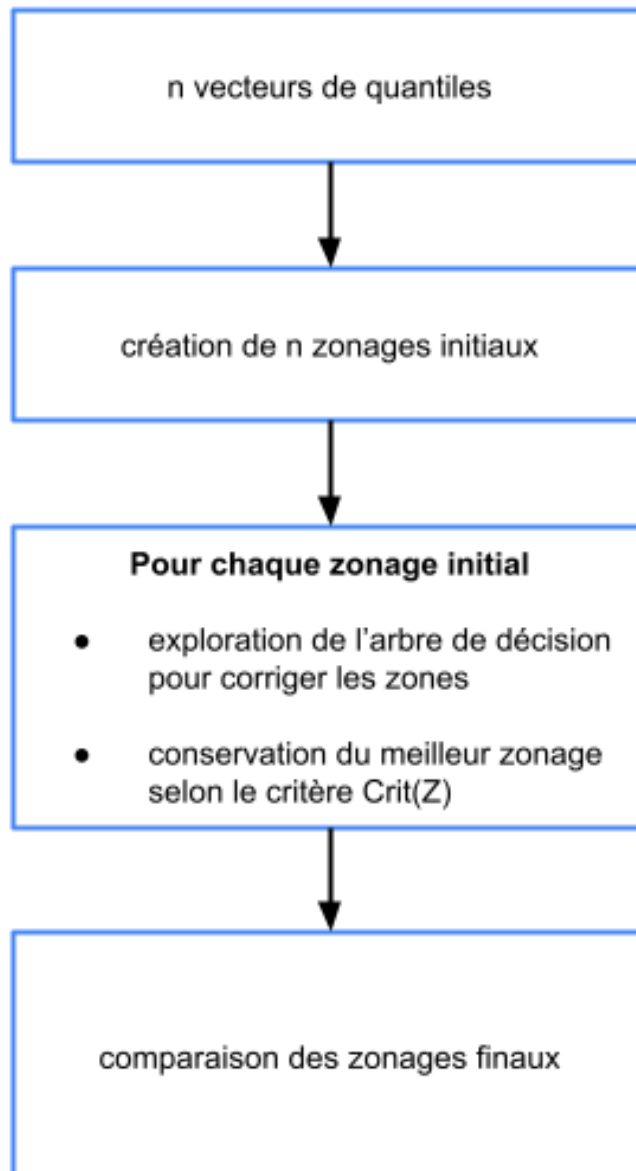 n vecteurs de quantiles
création de n zonages initiaux
Pour chaque zonage initial
● exploration de l’arbre de décision
pour corriger les zones
● conservation du meilleur zonage
selon le critère Crit(Z)
comparaison des zonages finaux